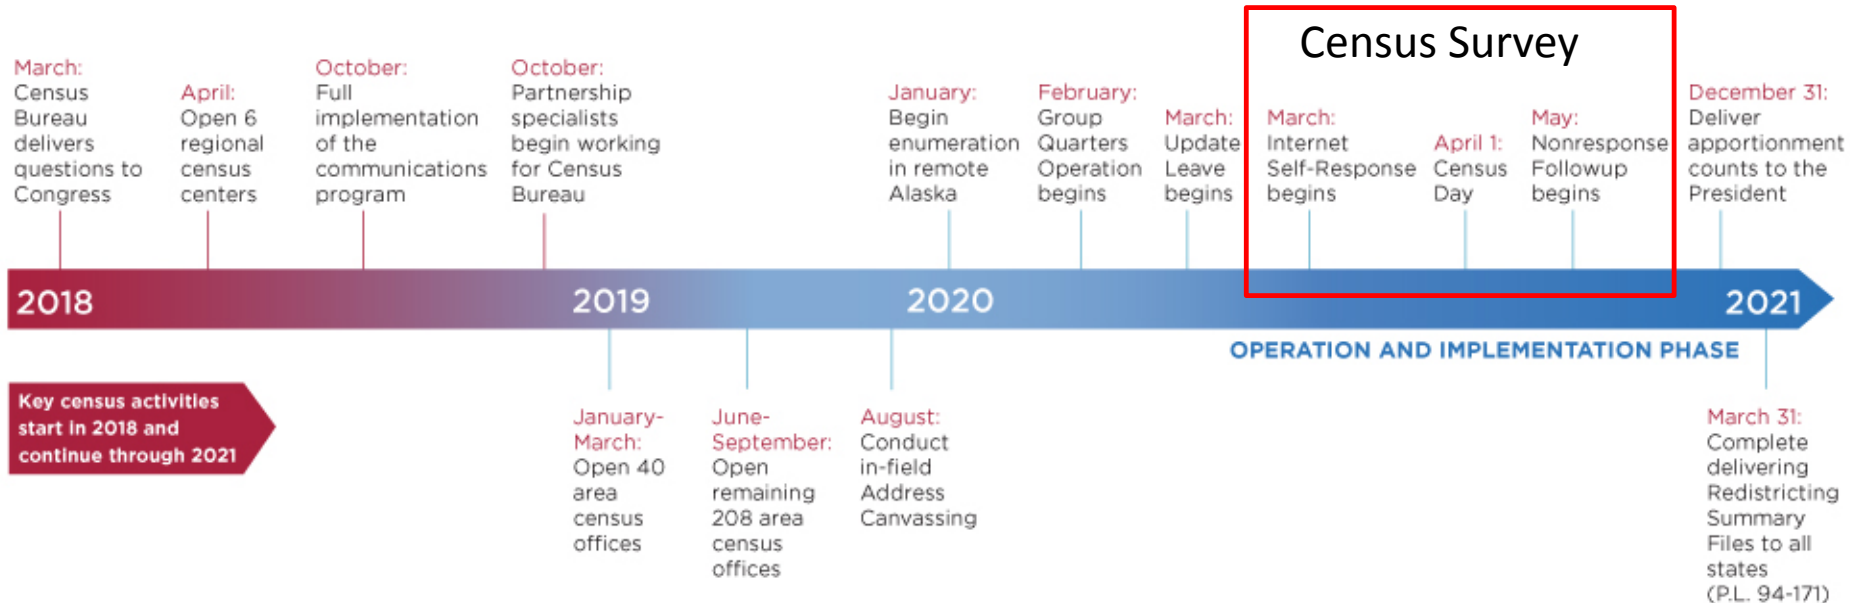 Census Survey
March:
Census
Bureau
delivers
questions to
Congress
April:
Open 6
regional
census
centers
October:
Full
implementation
of the
communications
program
October:
Partnership
specialists
begin working
for Census
Bureau
January:
Begin
enumeration
in remote
Alaska
February:
Group
Quarters
Operation
begins
March:
Update
Leave
begins
March:
Internet
Self-Response
begins
April 1:
Census
Day
May:
Nonresponse
Followup
begins
December 31:
Deliver
apportionment
counts to the
President
2018
2019
2020
2021
OPERATION AND IMPLEMENTATION PHASE
Key census activities
start in 2018 and
continue through 2021
January-
March:
Open 40
area
census
offices
June-
September:
Open
remaining
208 area
census
offices
August:
Conduct
in-field
Address
Canvassing
March 31:
Complete
delivering
Redistricting
Summary
Files to all
states
(P.L. 94-171)